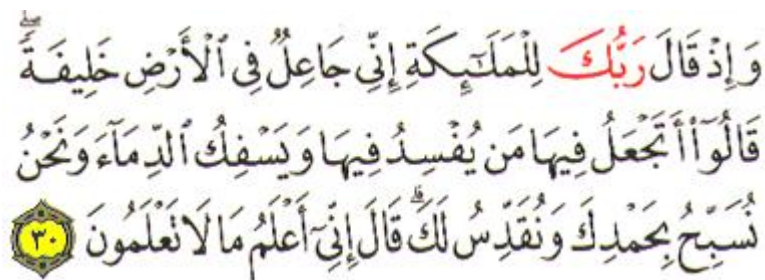 وَإِذْ قَالَ رَبُّكَ لِلْمَلَـٰٓئِكَةِ إِنِّى جَاعِلٌ فِى ٱلْأَرْضِ خَلِيفَةًۖ
قَالُوٓا۟ أَتَجْعَلُ فِيهَا مَن يُفْسِدُ فِيهَا وَيَسْفِكُ ٱلدِّمَآءَ وَنَحْنُ
نُسَبِّحُ بِحَمْدِكَ وَنُقَدِّسُ لَكَۖ قَالَ إِنِّىٓ أَعْلَمُ مَا لَا تَعْلَمُونَ ٣٠